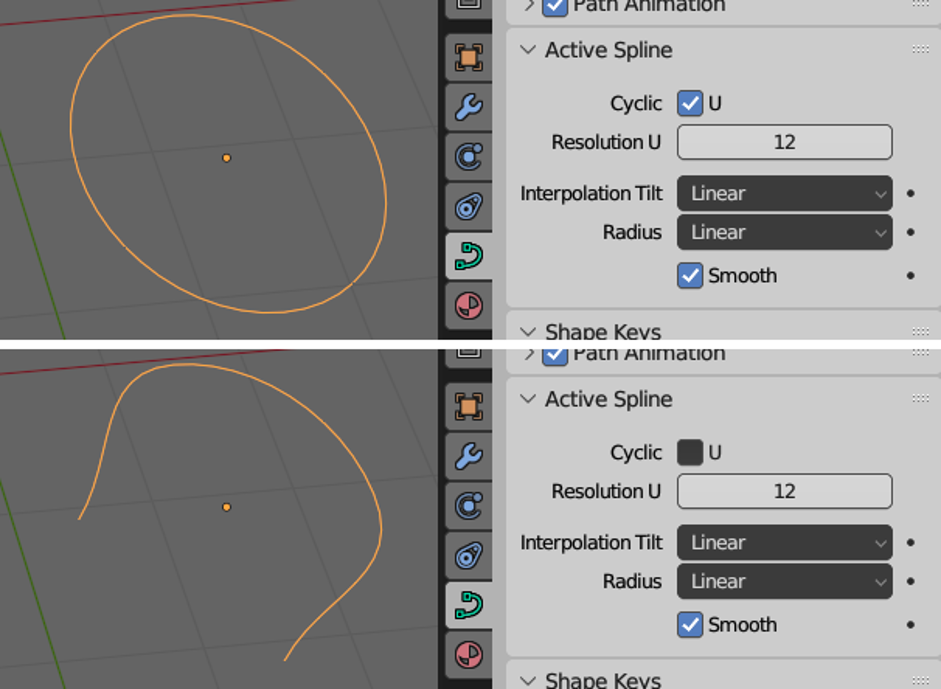 Path Animation
Active Spline
Cyclic U
Resolution U 12
Interpolation Tilt Linear
Radius Linear
Smooth
Shape Keys
Path Animation
Active Spline
Cyclic U
Resolution U 12
Interpolation Tilt Linear
Radius Linear
Smooth
Shape Keys